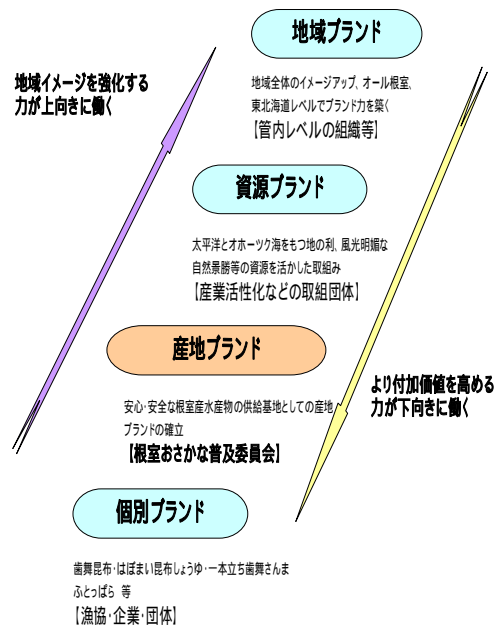 地域ブランド
地域イメージを強化する
力が上向きに働く
地域全体のイメージアップ、オール根室、
東北海道レベルでブランド力を築く
【管内レベルの組織等】
資源ブランド
太平洋とオホーツク海をもつ地の利、風光明媚な
自然景勝等の資源を活かした取組み
【産業活性化などの取組団体】
産地ブランド
より付加価値を高める
力が下向きに働く
安心・安全な根室産水産物の供給基地としての産地
ブランドの確立
【根室おさかな普及委員会】
個別ブランド
歯舞昆布・はぼまい昆布しょうゆ・一本立ち歯舞さんま
ふとっぱら 等
【漁協・企業・団体】